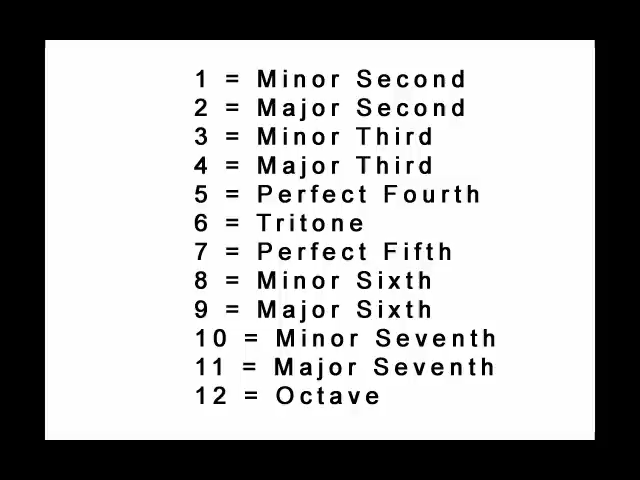 1 = Minor Second
2 = Major Second
3 = Minor Third
4 = Major Third
5 = Perfect Fourth
6 = Tritone
7 = Perfect Fifth
8 = Minor Sixth
9 = Major Sixth
10 = Minor Seventh
11 = Major Seventh
12 = Octave